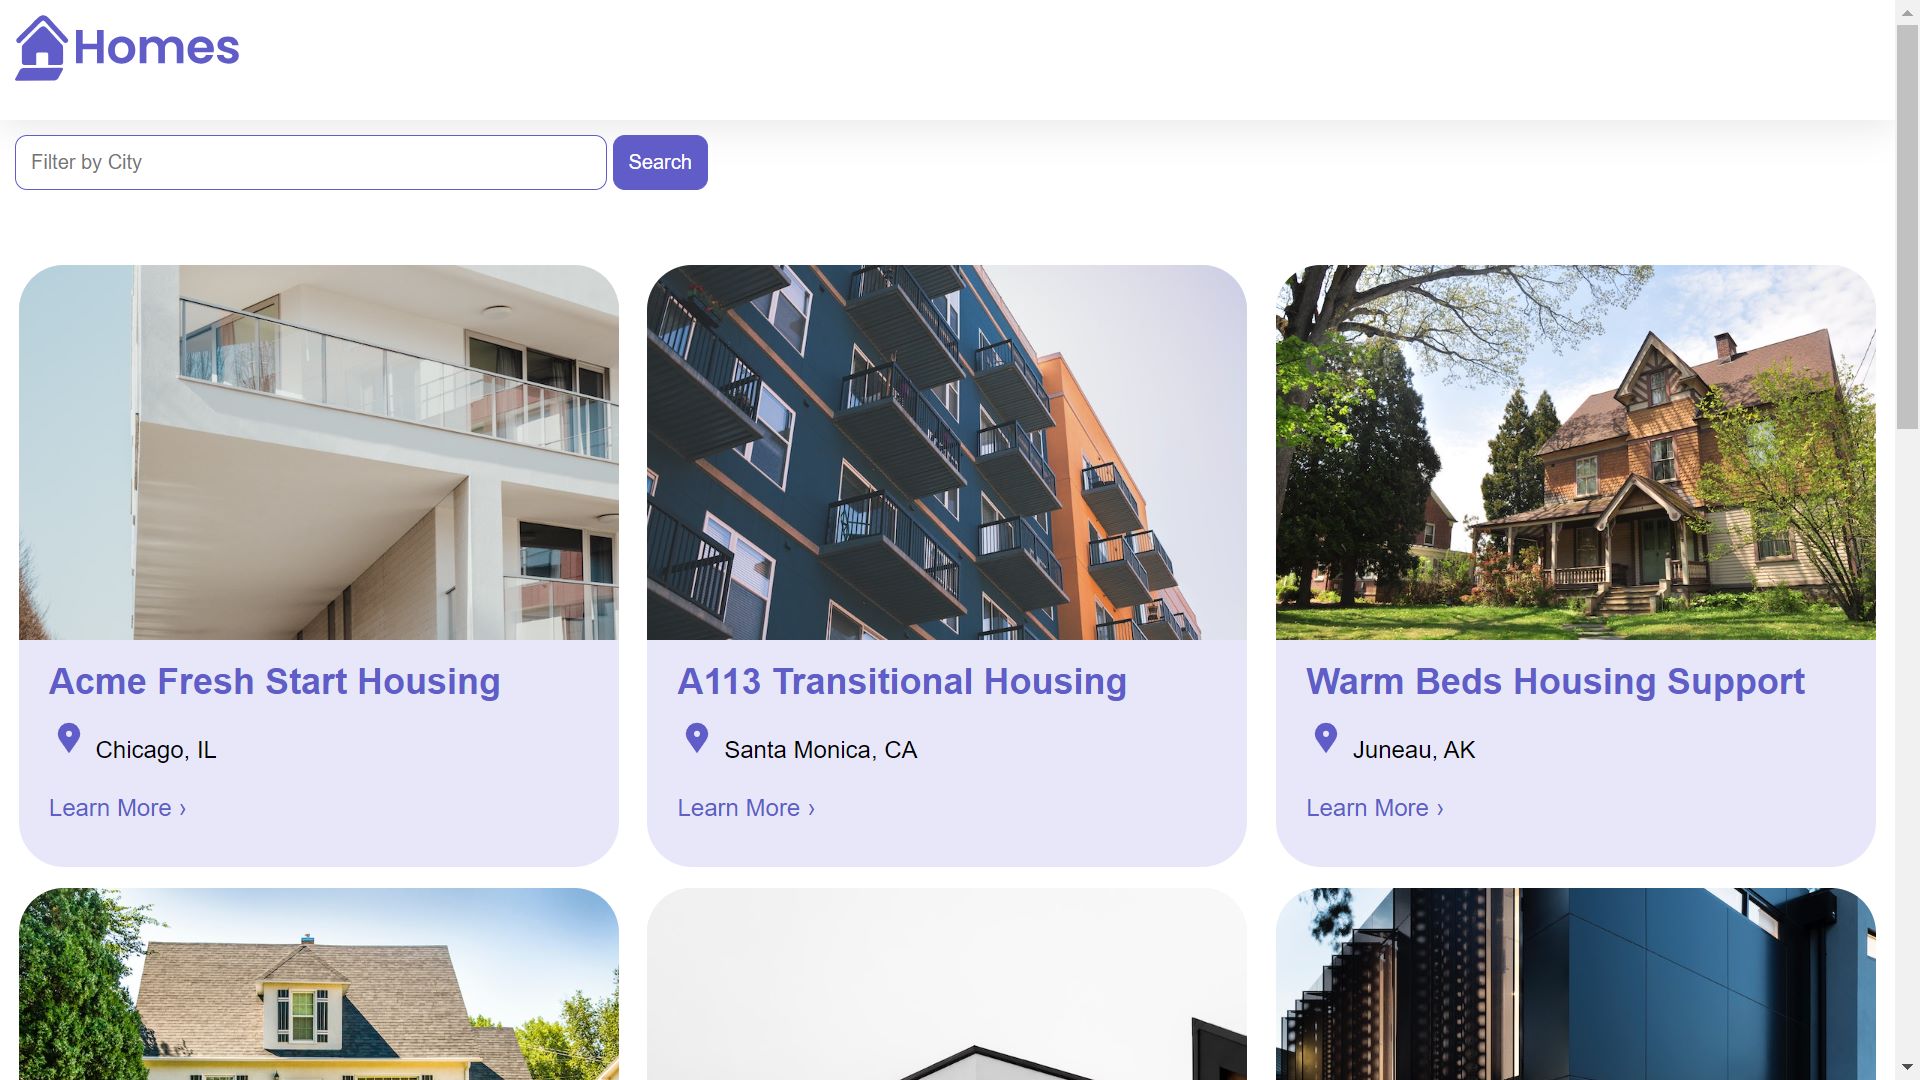 Homes
Filter by City
Search
Acme Fresh Start Housing
Chicago, IL
Learn More ›
A113 Transitional Housing
Santa Monica, CA
Learn More ›
Warm Beds Housing Support
Juneau, AK
Learn More ›